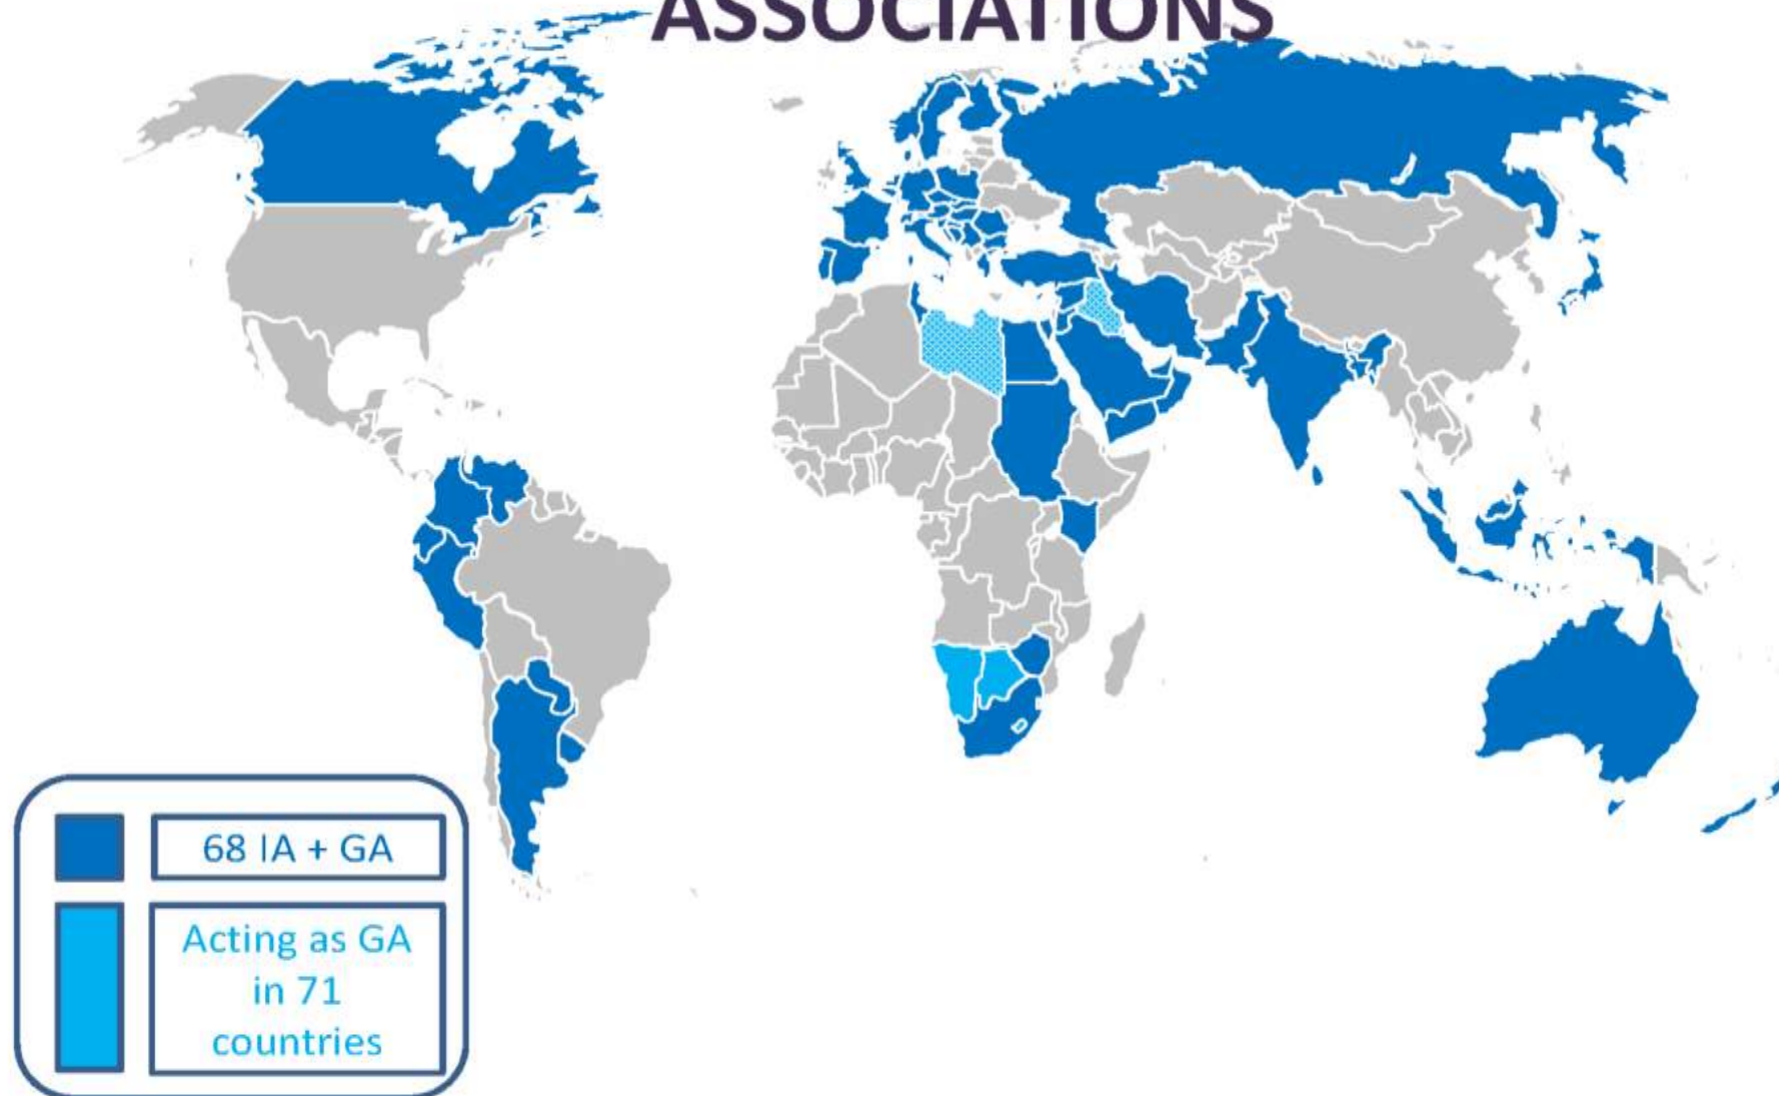 ASSOCIATIONS
68 IA + GA
Acting as GA
in 71
countries